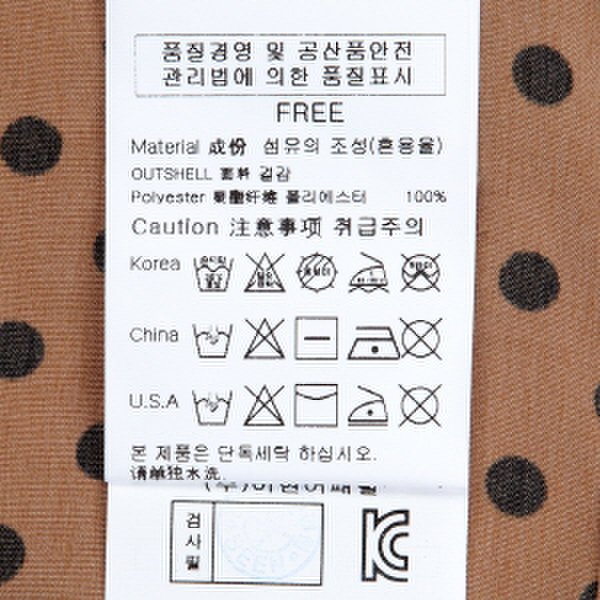 품질경영 및 공산품안전
관리법에 의한 품질표시
FREE
Material 成份 섬유의 조성(혼용율)
OUTSHELL 面料 겉감
Polyester 聚酯纤维 폴리에스터 100%
Caution 注意事项 취급주의
Korea
China
U.S.A
본 제품은 단독세탁 하십시오.
请单独水洗.
검사필
KC